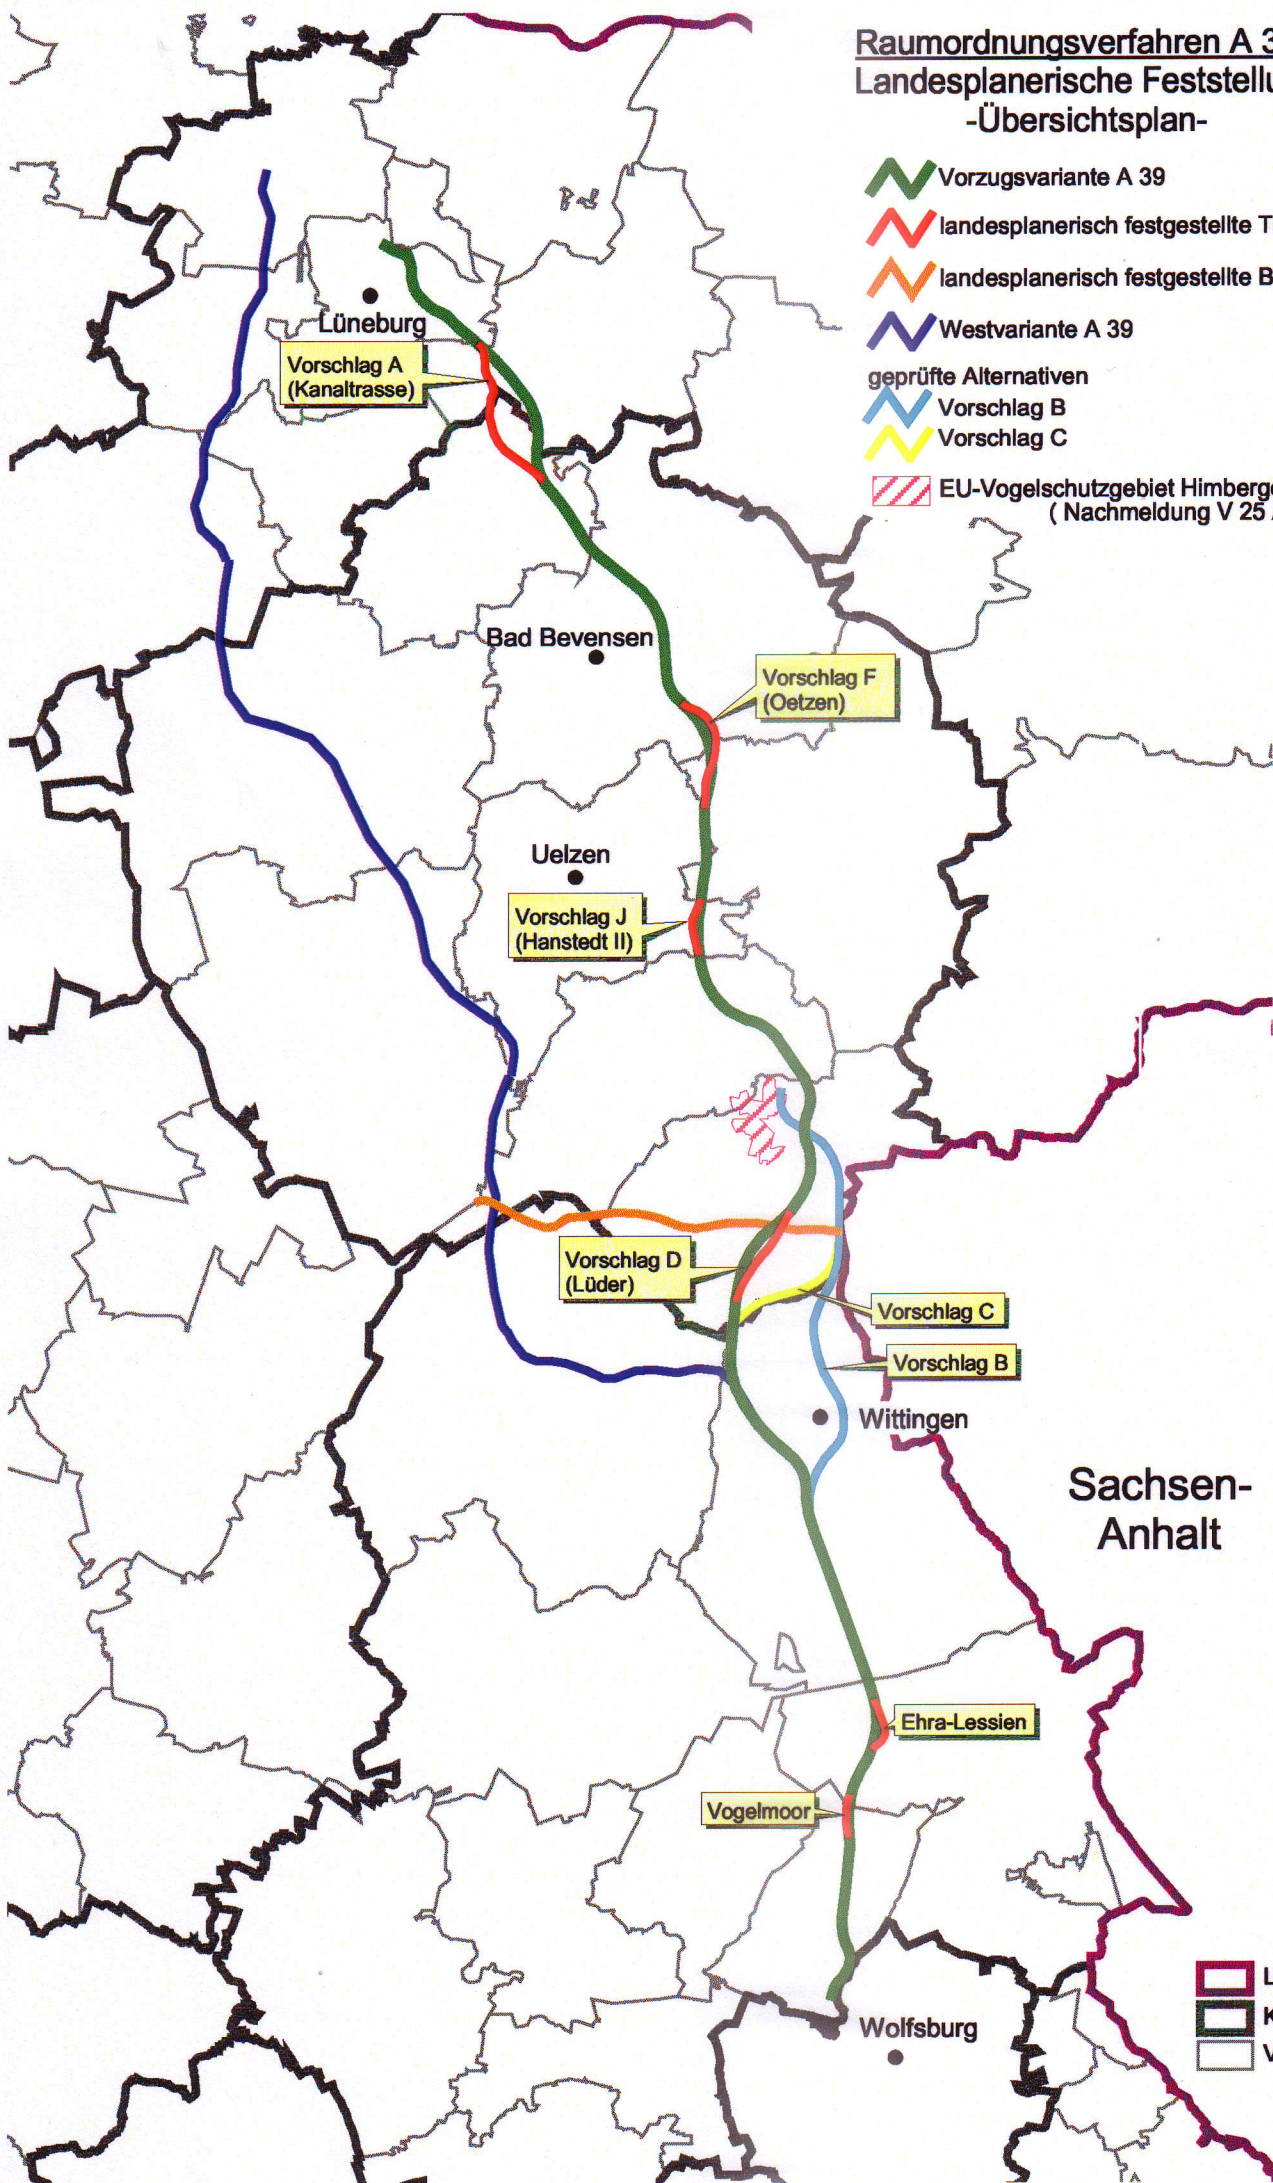 Raumordnungsverfahren A 3
Landesplanerische Feststellu
-Übersichtsplan-
Vorzugsvariante A 39
landesplanerisch festgestellte T
landesplanerisch festgestellte B
Westvariante A 39
geprüfte Alternativen
Vorschlag B
Vorschlag C
EU-Vogelschutzgebiet Himberge
( Nachmeldung V 25
Lüneburg
Vorschlag A
(Kanaltrasse)
Bad Bevensen
Vorschlag F
(Oetzen)
Uelzen
Vorschlag J
(Hanstedt II)
Vorschlag D
(Lüder)
Vorschlag C
Vorschlag B
Wittingen
Sachsen-
Anhalt
Ehra-Lessien
Vogelmoor
L
K
V
Wolfsburg